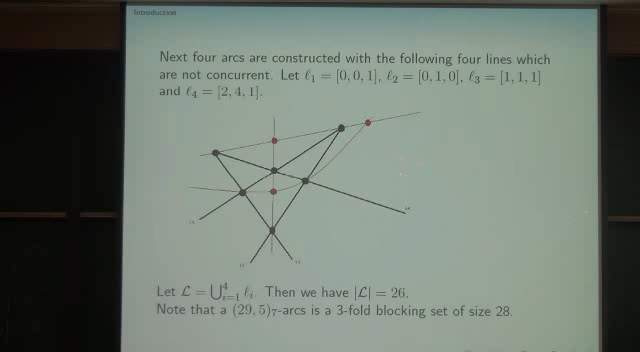 Introduction
Next four arcs are constructed with the following four lines which
are not concurrent. Let ℓ₁ = [0, 0, 1], ℓ₂ = [0, 1, 0], ℓ₃ = [1, 1, 1]
and ℓ₄ = [2, 4, 1].
Let ℒ = ⋃⁴ᵢ₌₁ ℓᵢ. Then we have |ℒ| = 26.
Note that a (29, 5)₇-arcs is a 3-fold blocking set of size 28.